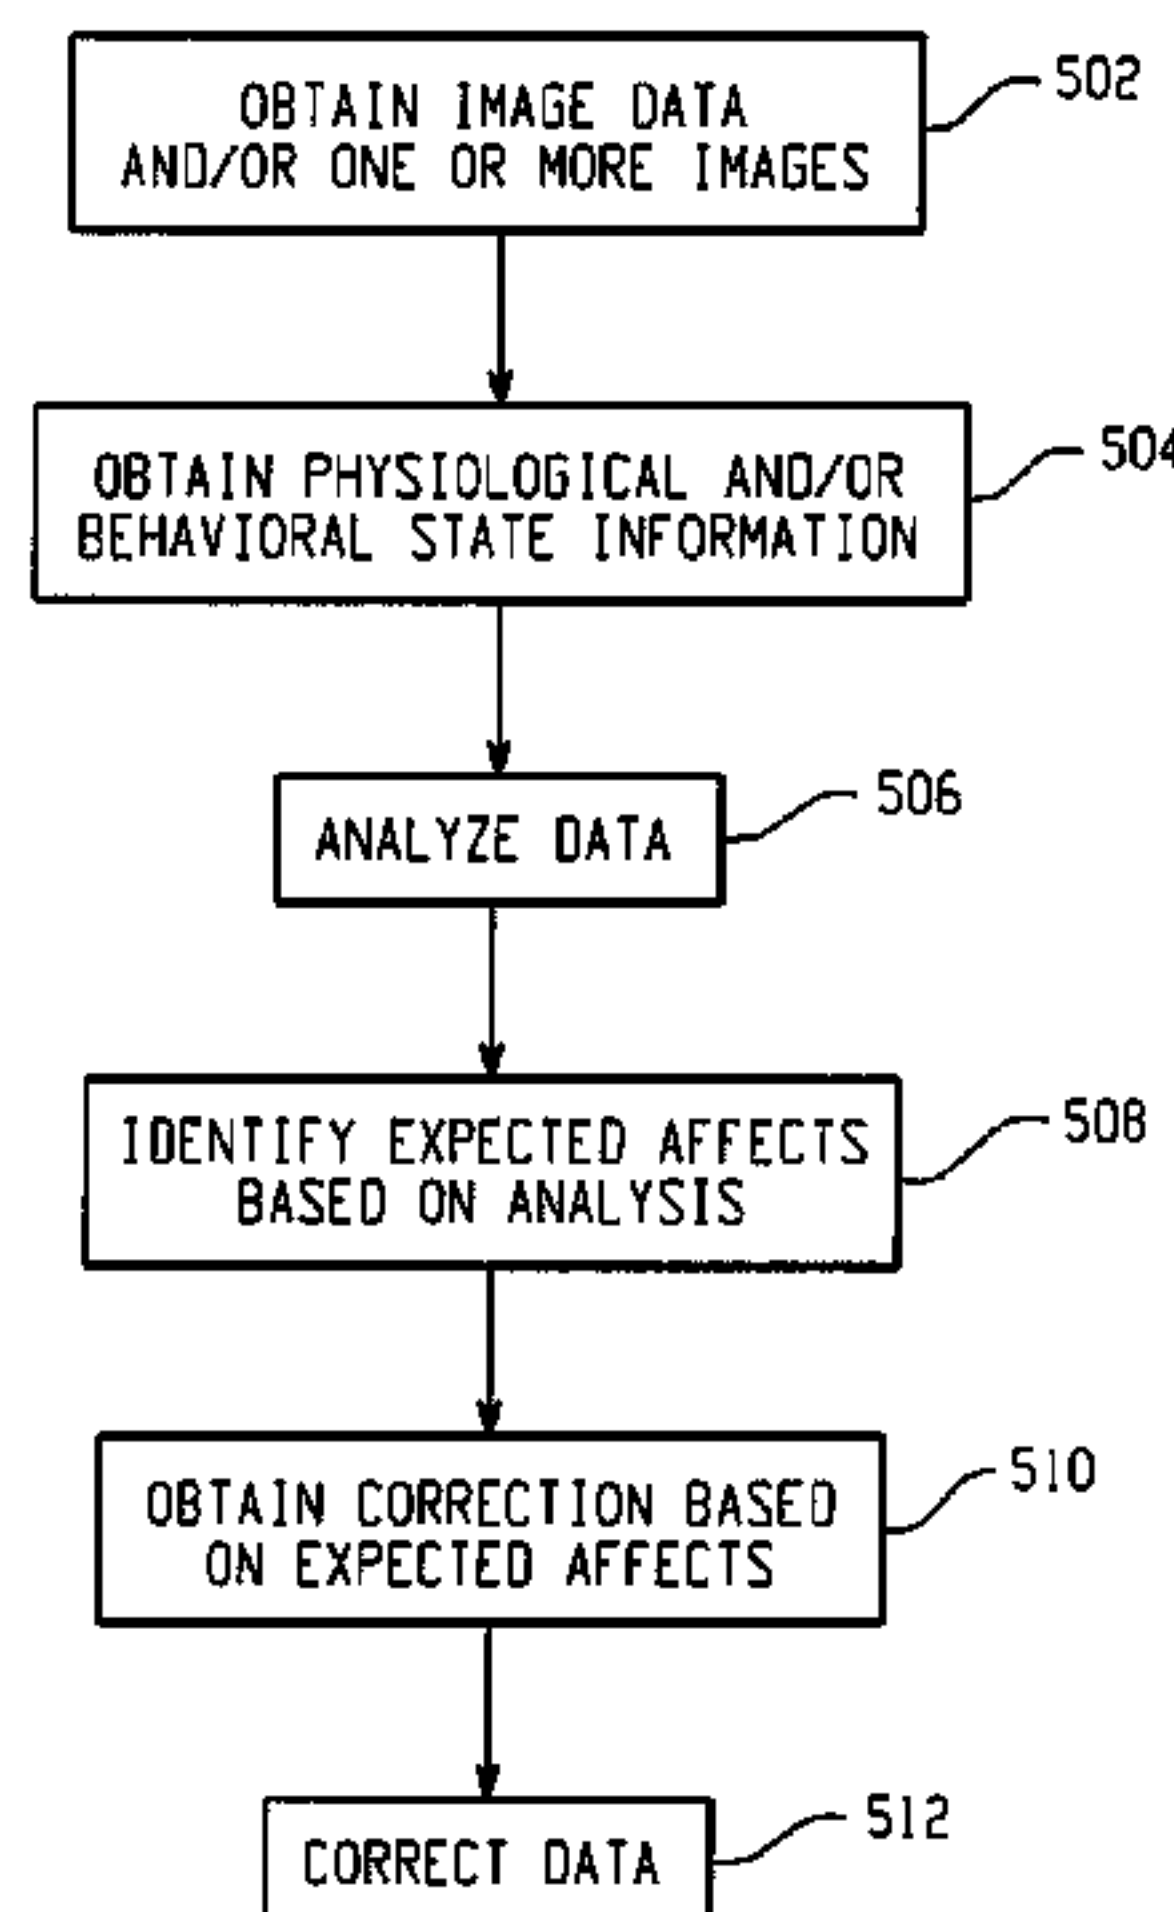 OBTAIN IMAGE DATA
AND/OR ONE OR MORE IMAGES
502
OBTAIN PHYSIOLOGICAL AND/OR
BEHAVIORAL STATE INFORMATION
504
ANALYZE DATA
506
IDENTIFY EXPECTED AFFECTS
BASED ON ANALYSIS
508
OBTAIN CORRECTION BASED
ON EXPECTED AFFECTS
510
CORRECT DATA
512